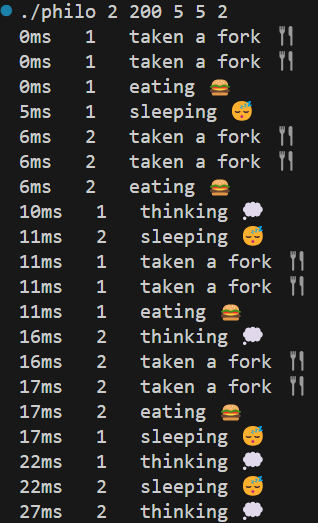 ./philo 2 200 5 5 2
0ms 1 taken a fork 🍴
0ms 1 taken a fork 🍴
0ms 1 eating 🍔
5ms 1 sleeping 😴
6ms 2 taken a fork 🍴
6ms 2 taken a fork 🍴
6ms 2 eating 🍔
10ms 1 thinking 💭
11ms 2 sleeping 😴
11ms 1 taken a fork 🍴
11ms 1 taken a fork 🍴
11ms 1 eating 🍔
16ms 2 thinking 💭
16ms 2 taken a fork 🍴
17ms 2 taken a fork 🍴
17ms 2 eating 🍔
17ms 1 sleeping 😴
22ms 1 thinking 💭
22ms 2 sleeping 😴
27ms 2 thinking 💭